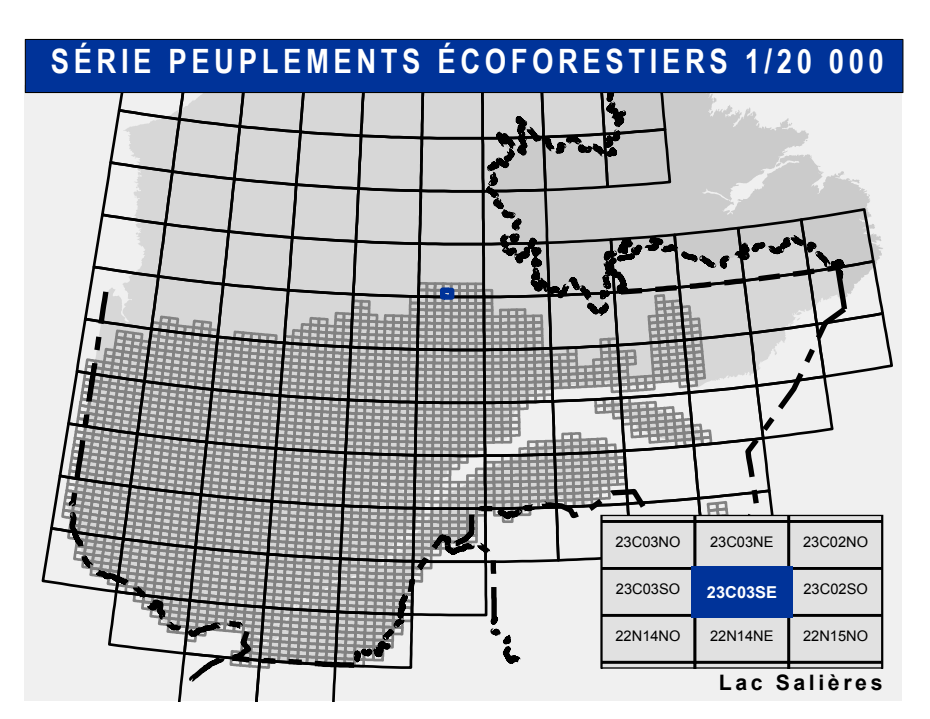 SÉRIE PEUPLEMENTS ÉCOFORESTIERS 1/20 000
23C03NO 23C03NE 23C02NO
23C03SO 23C03SE 23C02SO
22N14NO 22N14NE 22N15NO
Lac Salières